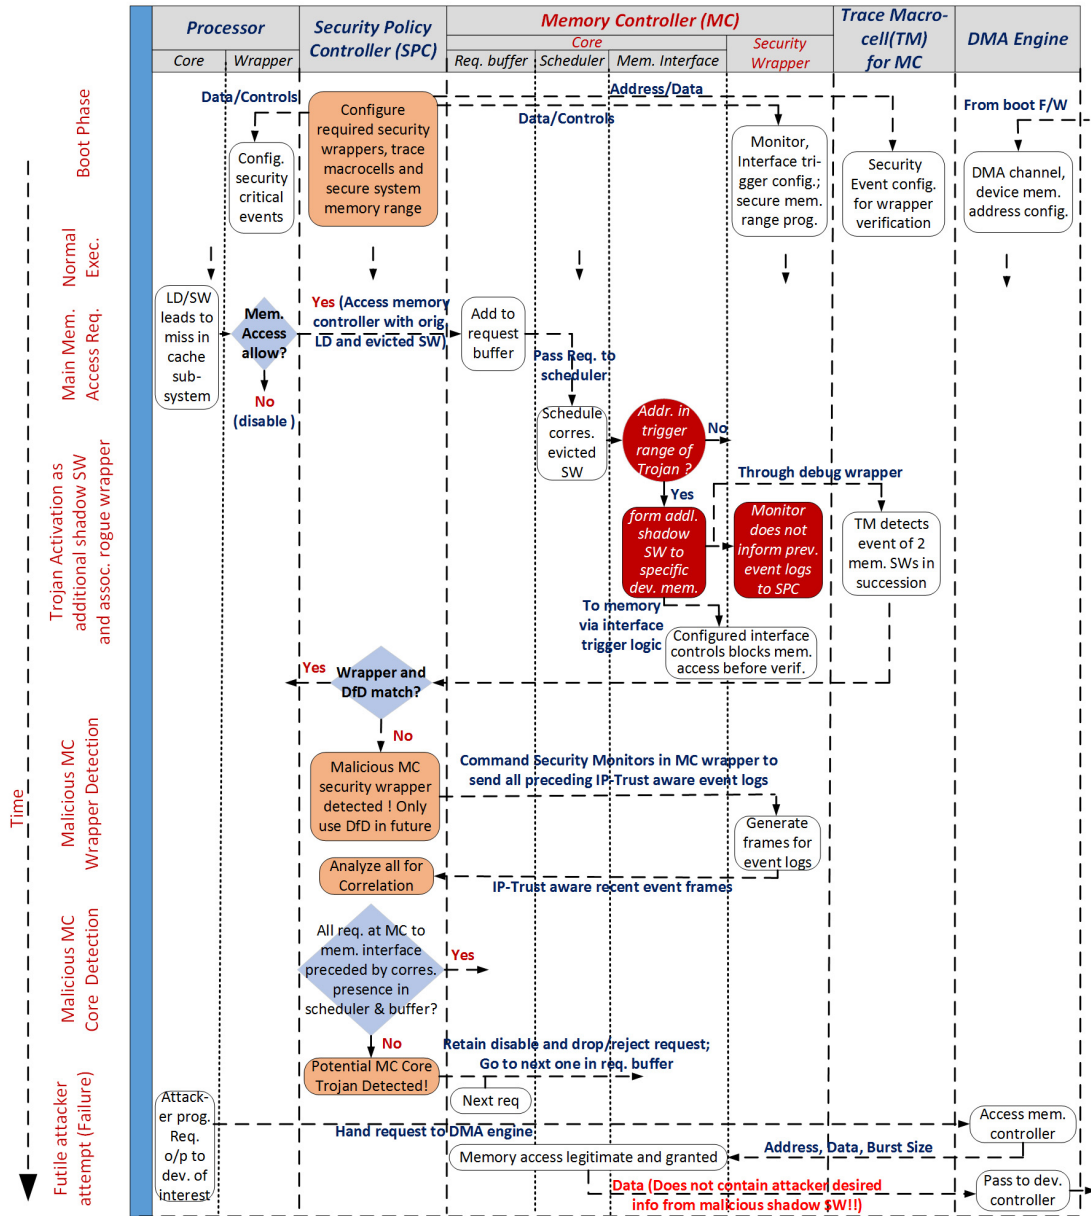 Processor
Security Policy
Controller (SPC)
Memory Controller (MC)
Trace Macro-
cell(TM)
for MC
DMA Engine
Core
Security
Wrapper
Core
Wrapper
Req. buffer
Scheduler
Mem. Interface
Boot Phase
Data/Controls
Configure
required security
wrappers, trace
macrocells and
secure system
memory range
Address/Data
Data/Controls
From boot F/W
Config.
security
critical
events
Monitor,
Interface tri-
gger config.;
secure mem.
range prog.
Security
Event config.
for wrapper
verification
DMA channel,
device mem.
address config.
Normal
Exec.
Main Mem.
Access Req.
LD/SW
leads to
miss in
cache
sub-
system
Mem.
Access
allow?
Yes (Access memory
controller with orig.
LD and evicted SW)
Add to
request
buffer
No
(disable )
Pass Req. to
scheduler
Schedule
corres.
evicted
SW
Addr. in
trigger
range of
Trojan ?
No
Yes
Trojan Activation as
additional shadow SW
and assoc. rogue wrapper
Through debug wrapper
form addl.
shadow
SW to
specific
dev. mem.
Monitor
does not
inform prev.
event logs
to SPC
TM detects
event of 2
mem. SWs in
succession
To memory
via interface
trigger logic
Configured interface
controls blocks mem.
access before verif.
Yes
Wrapper and
DfD match?
No
Time
Malicious MC
Wrapper Detection
Malicious MC
security wrapper
detected ! Only
use DfD in future
Command Security Monitors in MC wrapper to
send all preceding IP-Trust aware event logs
Generate
frames for
event logs
Analyze all for
Correlation
IP-Trust aware recent event frames
Malicious MC
Core Detection
All req. at MC to
mem. interface
preceded by corres.
presence in
scheduler & buffer?
Yes
No
Retain disable and drop/reject request;
Go to next one in req. buffer
Potential MC Core
Trojan Detected!
Next req
Futile attacker
attempt (Failure)
Attack-
er prog.
Req.
o/p to
dev. of
interest
Hand request to DMA engine
Access mem.
controller
Address, Data, Burst Size
Memory access legitimate and granted
Data (Does not contain attacker desired
info from malicious shadow SW!!)
Pass to dev.
controller